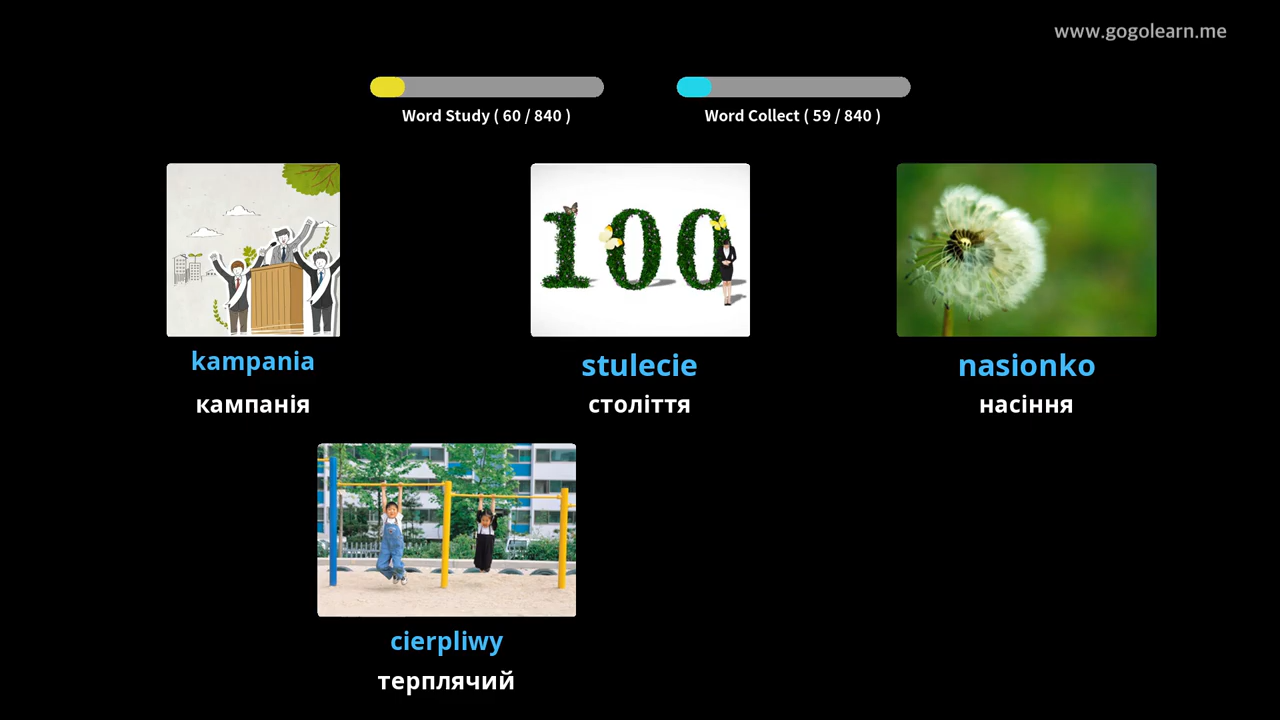 www.gogolearn.me
Word Study ( 60 / 840 )
Word Collect ( 59 / 840 )
100
kampania
stulecie
nasionko
кампанія
століття
насіння
cierpliwy
терплячий